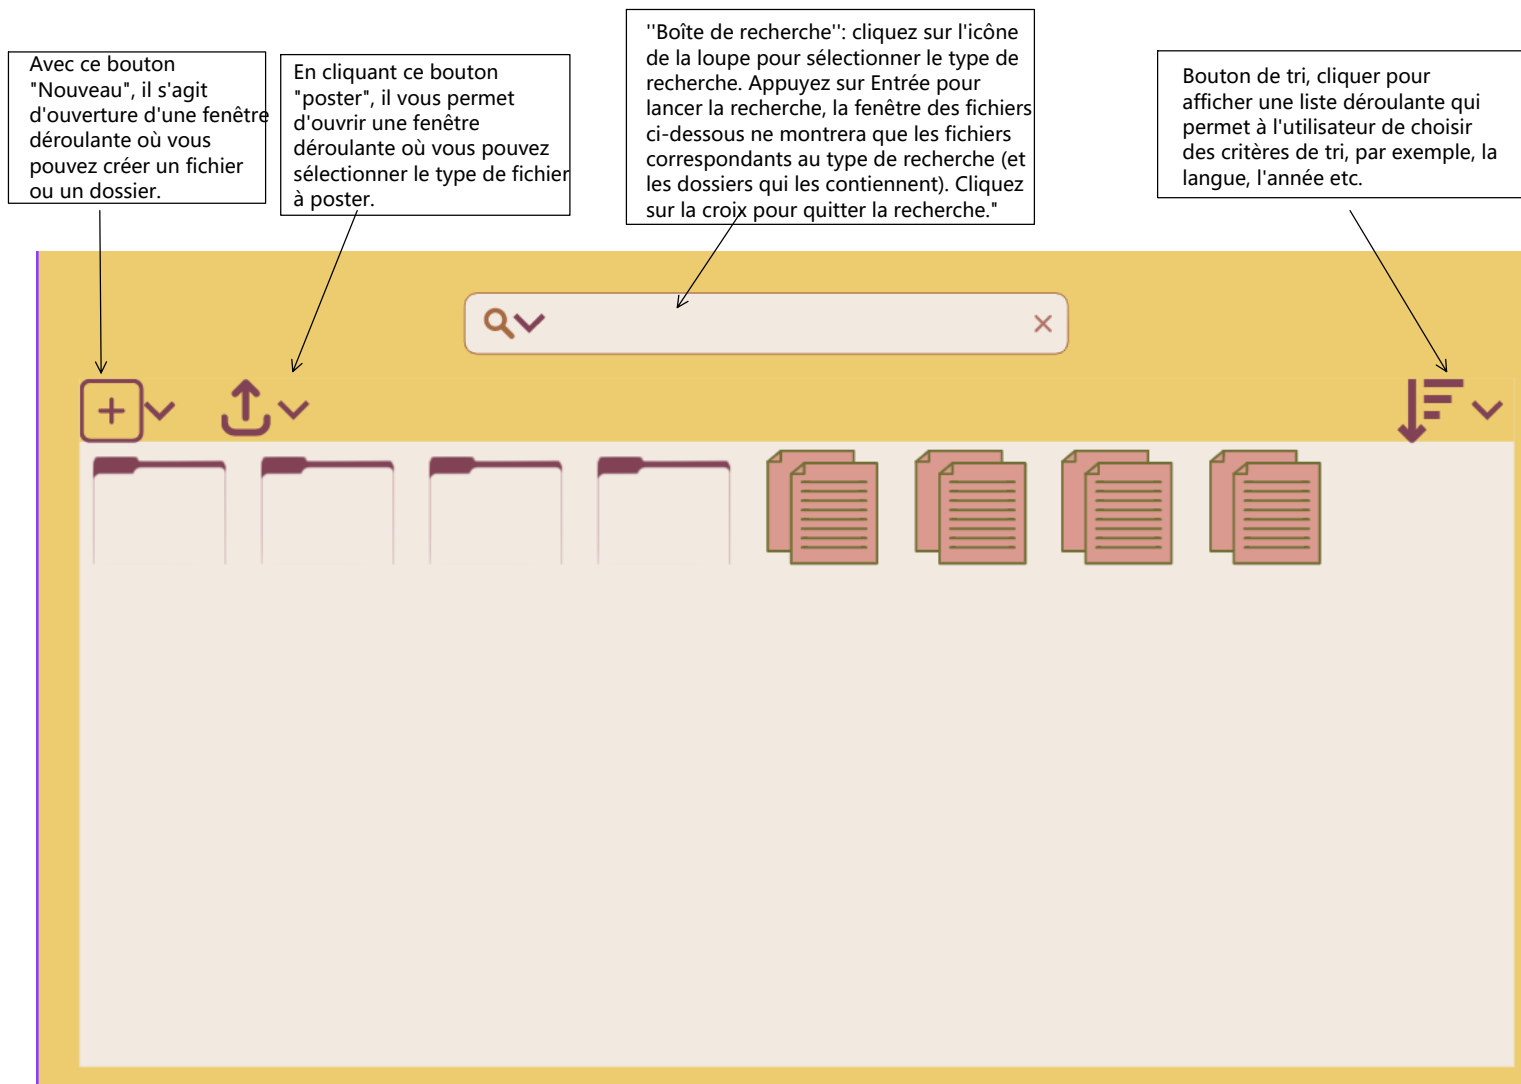 Avec ce bouton
"Nouveau", il s'agit
d'ouverture d'une fenêtre
déroulante où vous
pouvez créer un fichier
ou un dossier.
En cliquant ce bouton
"poster", il vous permet
d'ouvrir une fenêtre
déroulante où vous pouvez
sélectionner le type de fichier
à poster.
''Boîte de recherche'': cliquez sur l'icône
de la loupe pour sélectionner le type de
recherche. Appuyez sur Entrée pour
lancer la recherche, la fenêtre des fichiers
ci-dessous ne montrera que les fichiers
correspondants au type de recherche (et
les dossiers qui les contiennent). Cliquez
sur la croix pour quitter la recherche."
Bouton de tri, cliquer pour
afficher une liste déroulante qui
permet à l'utilisateur de choisir
des critères de tri, par exemple, la
langue, l'année etc.